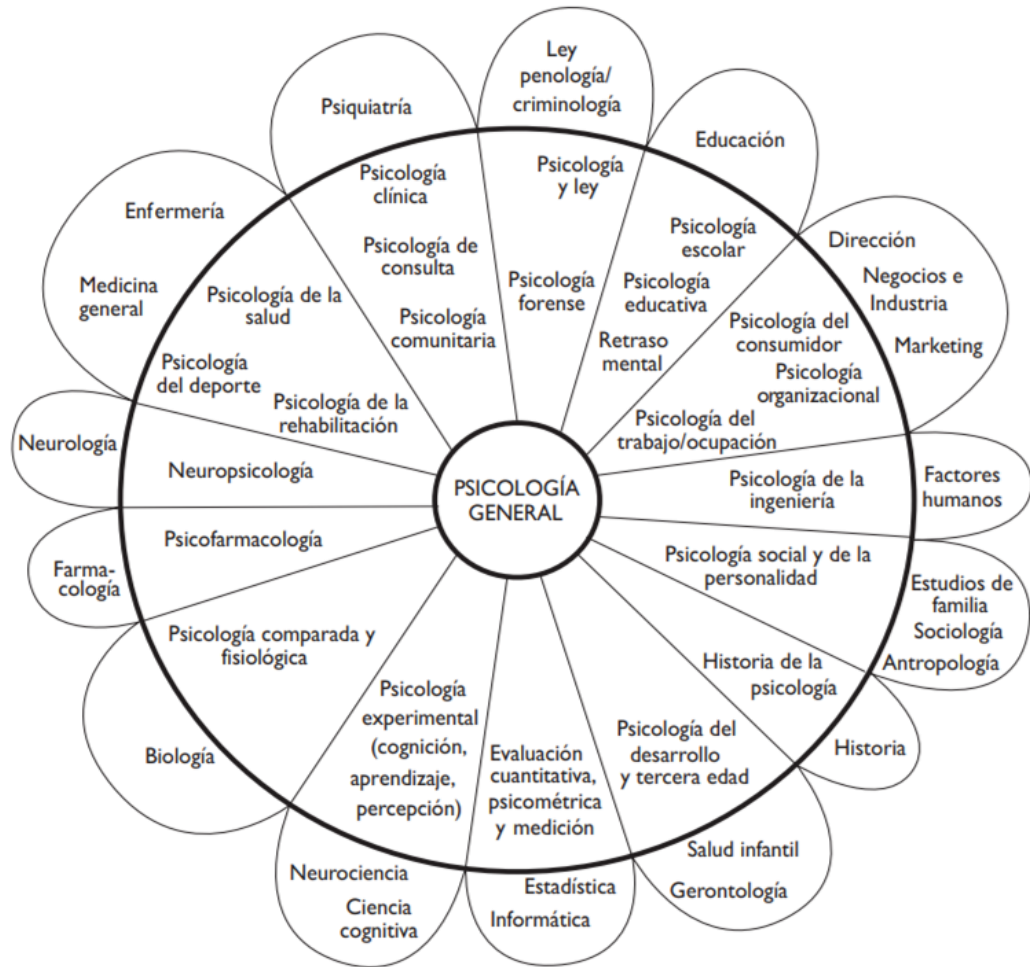 Ley
penología/
criminología
Psiquiatría
Educación
Psicología
clínica
Psicología
y ley
Enfermería
Psicología
escolar
Dirección
Psicología de
consulta
Medicina
general
Psicología de la
salud
Psicología
forense
Psicología
educativa
Negocios e
Industria
Psicología
comunitaria
Retraso
mental
Psicología del
consumidor
Marketing
Psicología
del deporte
Psicología
organizacional
Psicología de la
rehabilitación
Psicología del
trabajo/ocupación
Neurología
Neuropsicología
PSICOLOGÍA
GENERAL
Psicología de la
ingeniería
Factores
humanos
Psicofarmacología
Farma-
cología
Psicología social y de la
personalidad
Estudios de
familia
Sociología
Antropología
Psicología comparada y
fisiológica
Historia de la
psicología
Historia
Biología
Psicología
experimental
(cognición,
aprendizaje,
percepción)
Evaluación
cuantitativa,
psicométrica
y medición
Psicología del
desarrollo
y tercera edad
Salud infantil
Gerontología
Neurociencia
Ciencia
cognitiva
Estadística
Informática